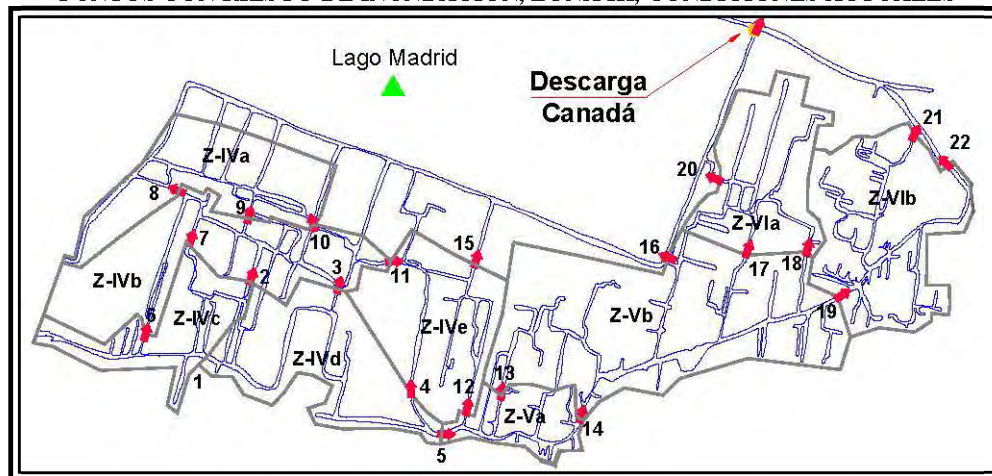 Lago Madrid
Descarga
Canadá
21
22
20
Z-IVa
8
9
10
Z-VIa
Z-VIb
7
15
16
17
18
2
3
11
Z-IVb
Z-IVe
Z-Vb
19
6
Z-IVc
Z-IVd
1
4
12
13
Z-Va
14
5